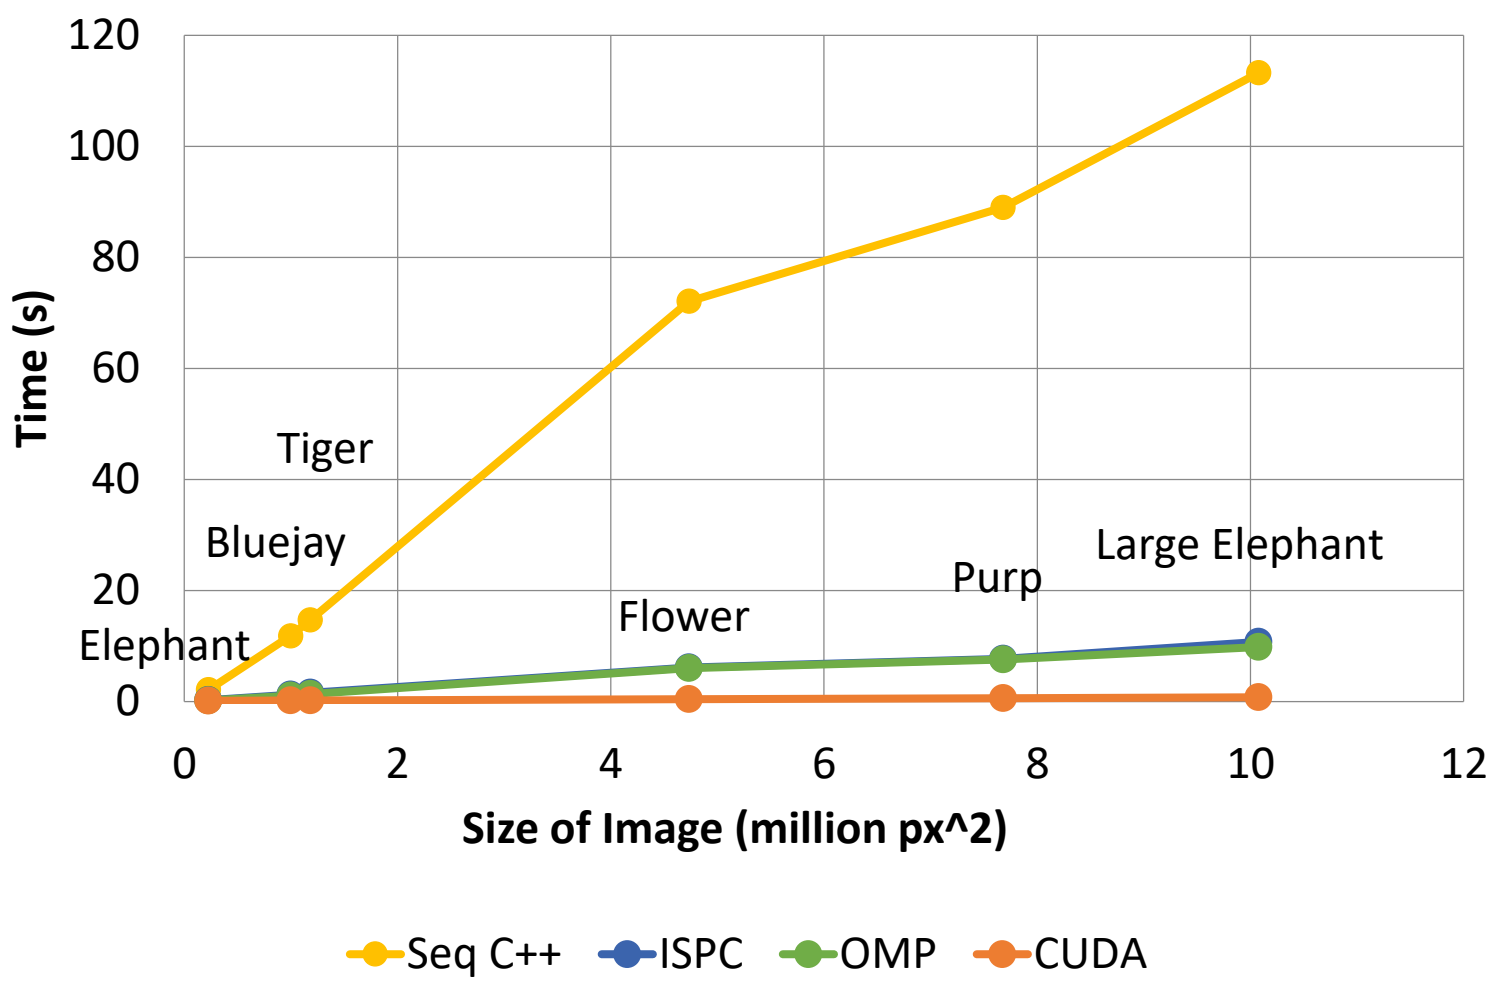 120
100
80
60
40
20
0
Time (s)
Tiger
Bluejay
Elephant
Flower
Purp
Large Elephant
0 2 4 6 8 10 12
Size of Image (million px^2)
Seq C++ ISPC OMP CUDA